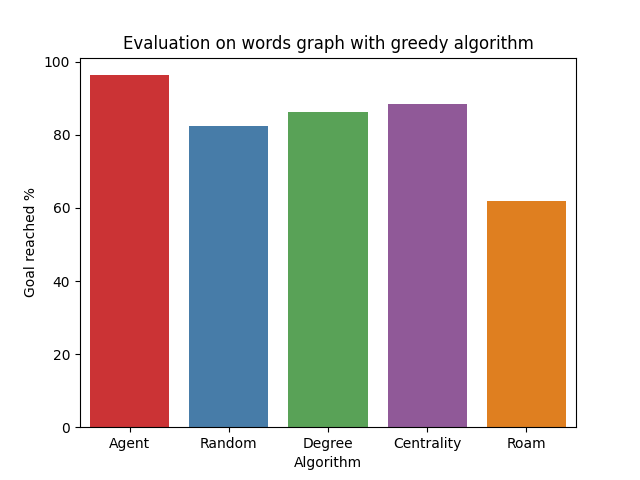 Evaluation on words graph with greedy algorithm
100
80
60
40
20
0
Goal reached %
Agent Random Degree Centrality Roam
Algorithm